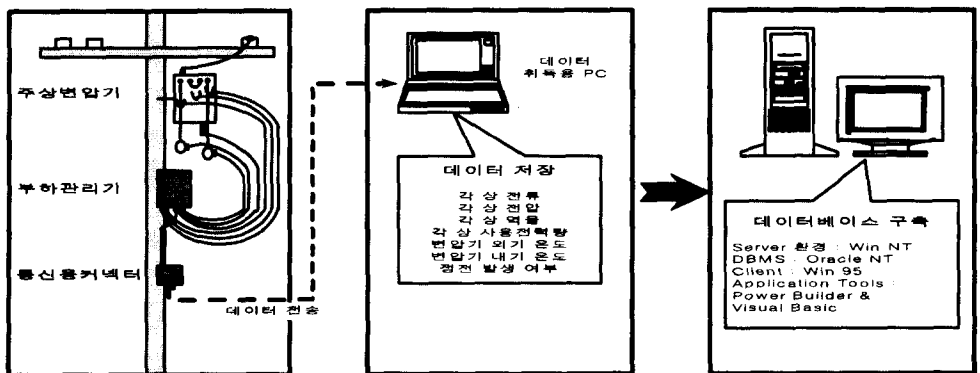 주상변압기
부하관리기
통신용커넥터
데이터 전송
데이터
취득용 PC
데이터 저장
각 상 전류
각 상 전압
각 상 역률
각 상 사용전력량
변압기 외기 온도
변압기 내기 온도
정전 발생 여부
데이터베이스 구축
Server 환경 : Win NT
DBMS : Oracle NT
Client : Win 95
Application Tools :
Power Builder &
Visual Basic